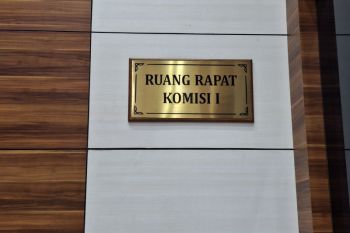 RUANG RAPAT
KOMISI I